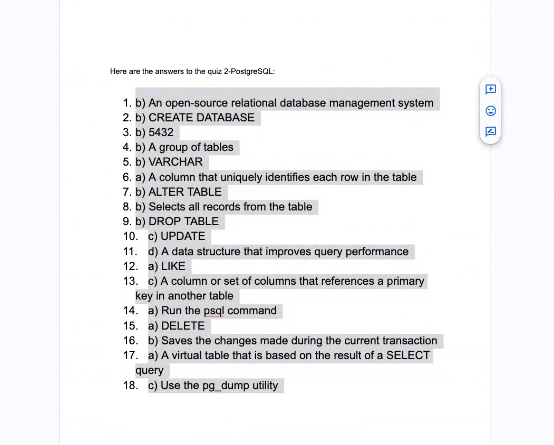 Here are the answers to the quiz 2-PostgreSQL:
1. b) An open-source relational database management system
2. b) CREATE DATABASE
3. b) 5432
4. b) A group of tables
5. b) VARCHAR
6. a) A column that uniquely identifies each row in the table
7. b) ALTER TABLE
8. b) Selects all records from the table
9. b) DROP TABLE
10. c) UPDATE
11. d) A data structure that improves query performance
12. a) LIKE
13. c) A column or set of columns that references a primary
key in another table
14. a) Run the psql command
15. a) DELETE
16. b) Saves the changes made during the current transaction
17. a) A virtual table that is based on the result of a SELECT
query
18. c) Use the pg_dump utility